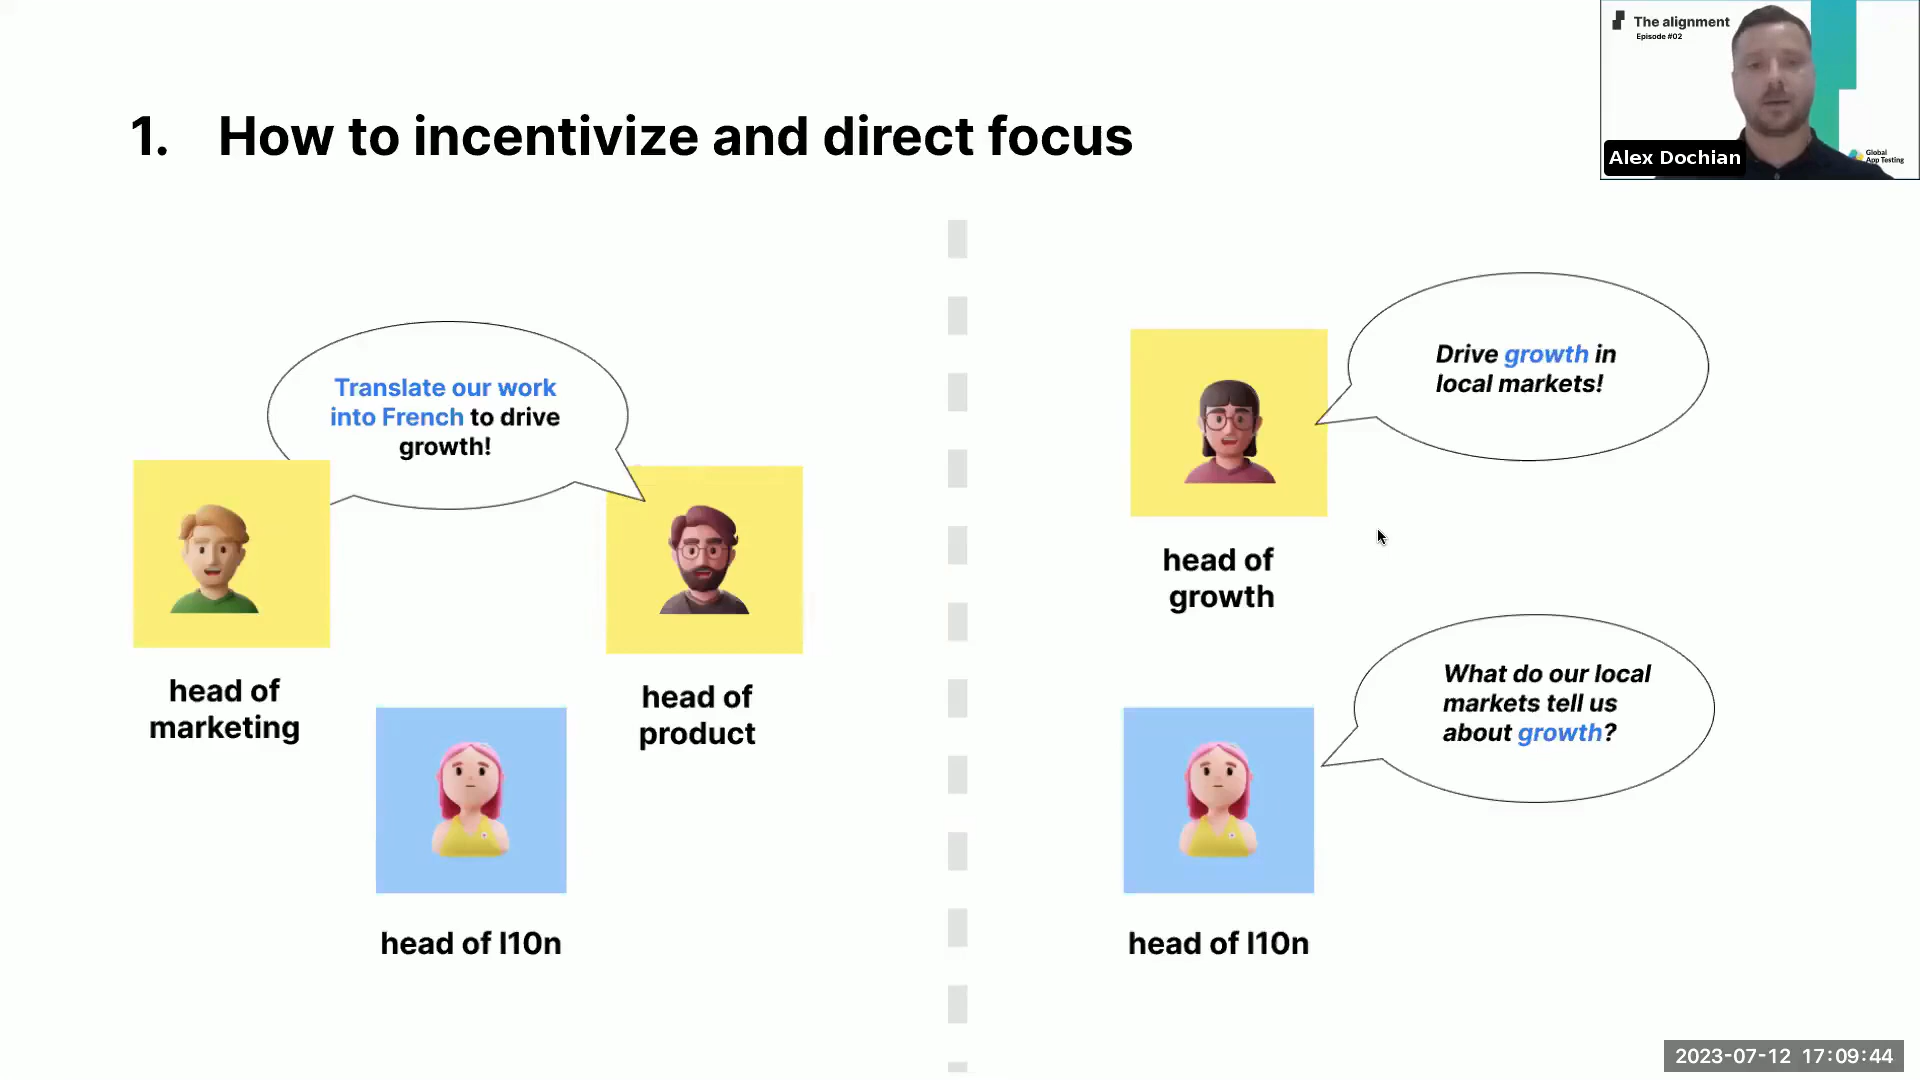 The alignment
Episode #02
Alex Dochian
Global
App Testing
1. How to incentivize and direct focus
Translate our work
into French to drive
growth!
head of
marketing
head of
product
head of l10n
Drive growth in
local markets!
head of
growth
What do our local
markets tell us
about growth?
head of l10n
2023-07-12 17:09:44